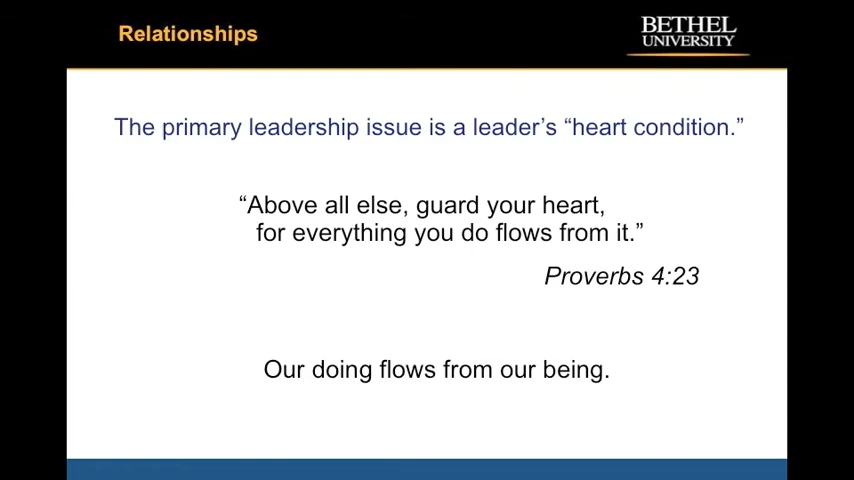 Relationships
BETHEL
UNIVERSITY
The primary leadership issue is a leader’s “heart condition.”
“Above all else, guard your heart,
for everything you do flows from it.”
Proverbs 4:23
Our doing flows from our being.